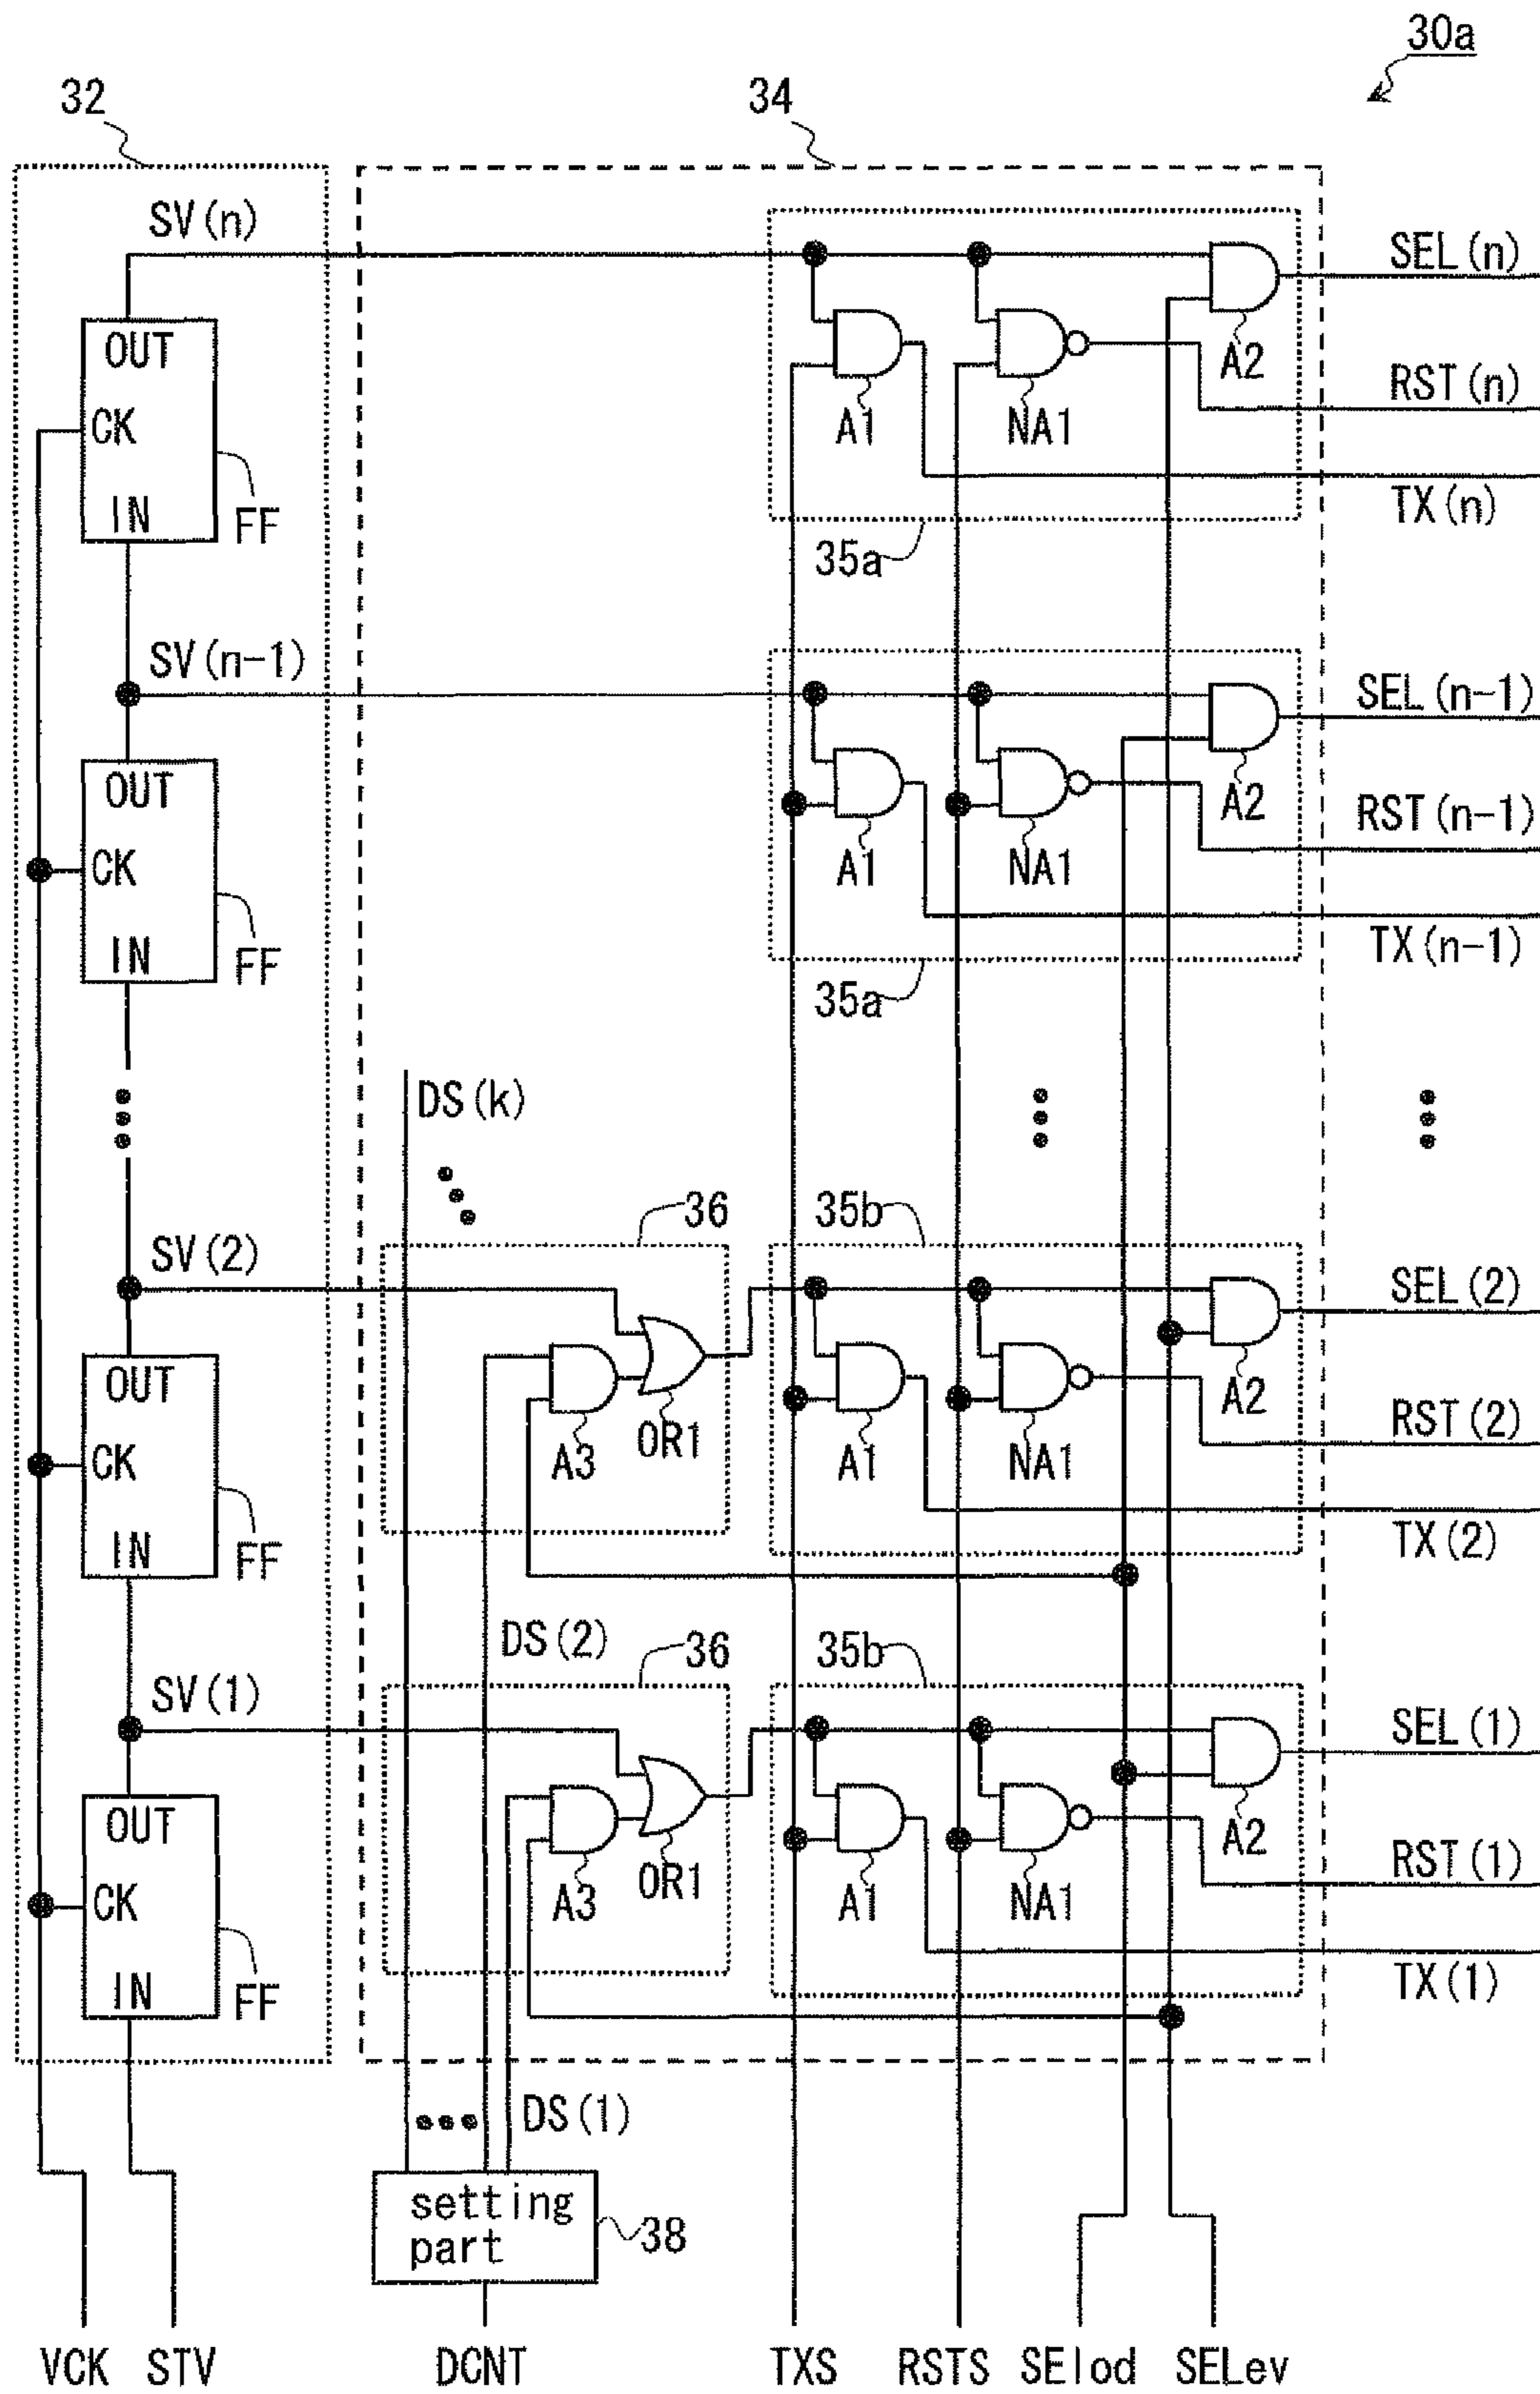 30a
32
34
SV(n)
SEL(n)
OUT
A2
RST(n)
CK
A1
NA1
IN
FF
TX(n)
35a
SV(n-1)
SEL(n-1)
OUT
A2
RST(n-1)
CK
A1
NA1
IN
FF
TX(n-1)
35a
DS(k)
36
35b
SV(2)
SEL(2)
OUT
A2
RST(2)
CK
A3
OR1
A1
NA1
IN
FF
TX(2)
DS(2)
36
35b
SV(1)
SEL(1)
OUT
A2
RST(1)
CK
A3
OR1
A1
NA1
IN
FF
TX(1)
DS(1)
setting
part
38
VCK
STV
DCNT
TXS
RSTS
SElod
SELev